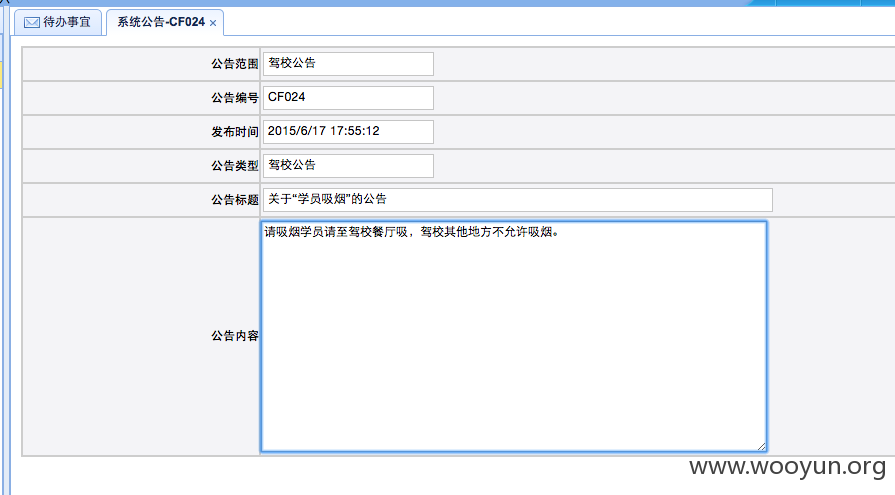 待办事宜
系统公告-CF024 ×
公告范围 驾校公告
公告编号 CF024
发布时间 2015/6/17 17:55:12
公告类型 驾校公告
公告标题 关于“学员吸烟”的公告
公告内容 请吸烟学员请至驾校餐厅吸，驾校其他地方不允许吸烟。
www.wooyun.org